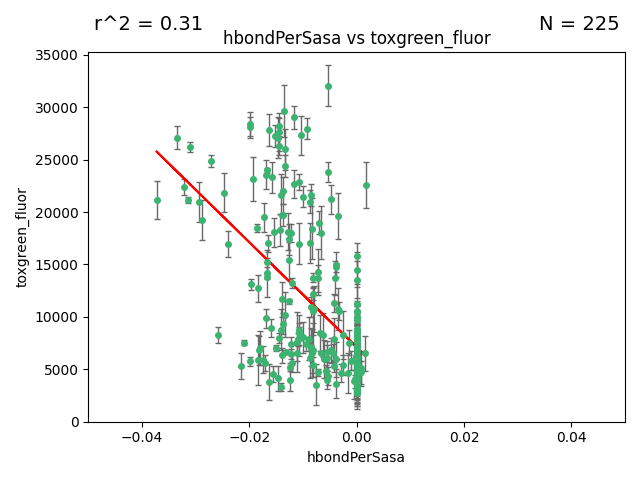 r^2 = 0.31
N = 225
hbondPerSasa vs toxgreen_fluor
35000
30000
25000
20000
15000
10000
5000
0
toxgreen_fluor
−0.04
−0.02
0.00
0.02
0.04
hbondPerSasa